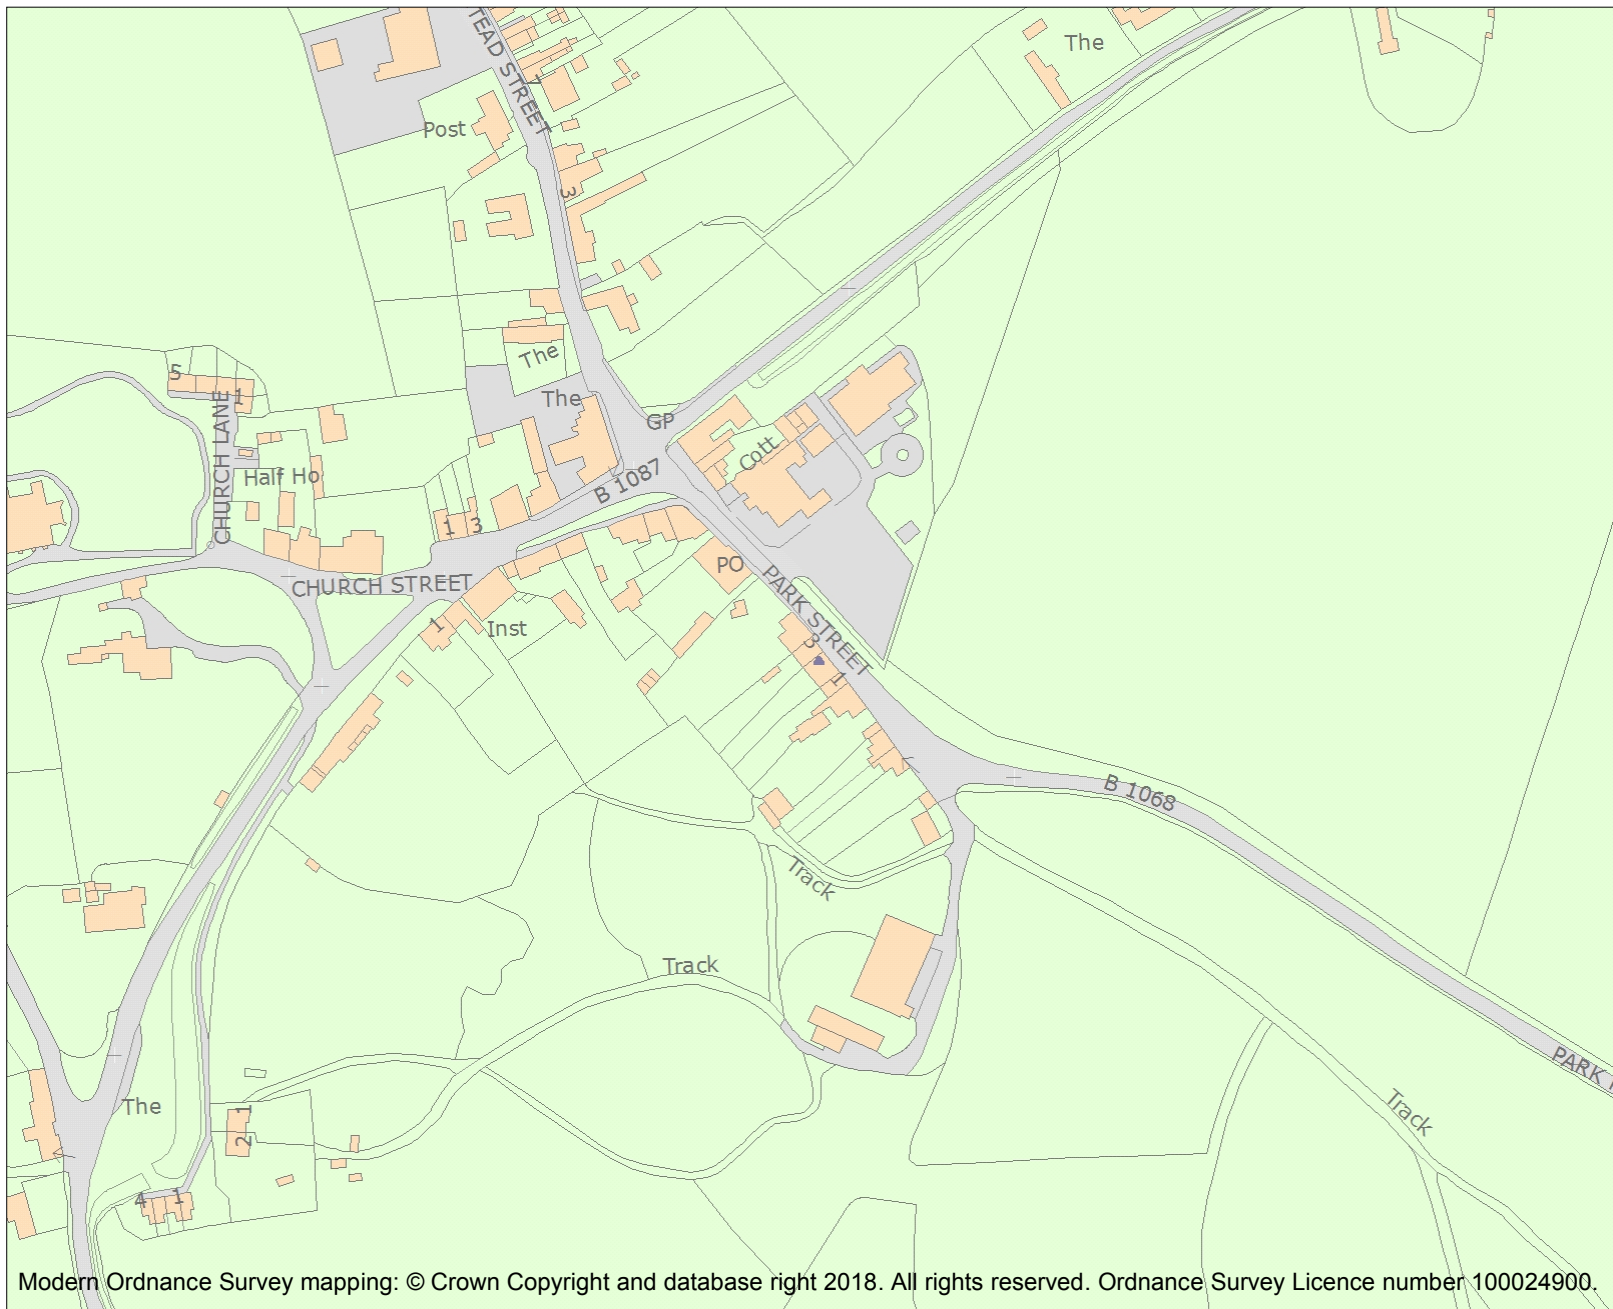 TEAD STREET
The
7
Post
3
The
The
5
1
GP
CHURCH LANE
Cott
Half Ho
B 1087
1 3
PO
CHURCH STREET
PARK STREET
1
Inst
3
1
B 1068
Track
Track
PARK
The
1
2
Track
4 1
Modern Ordnance Survey mapping: © Crown Copyright and database right 2018. All rights reserved. Ordnance Survey Licence number 100024900.